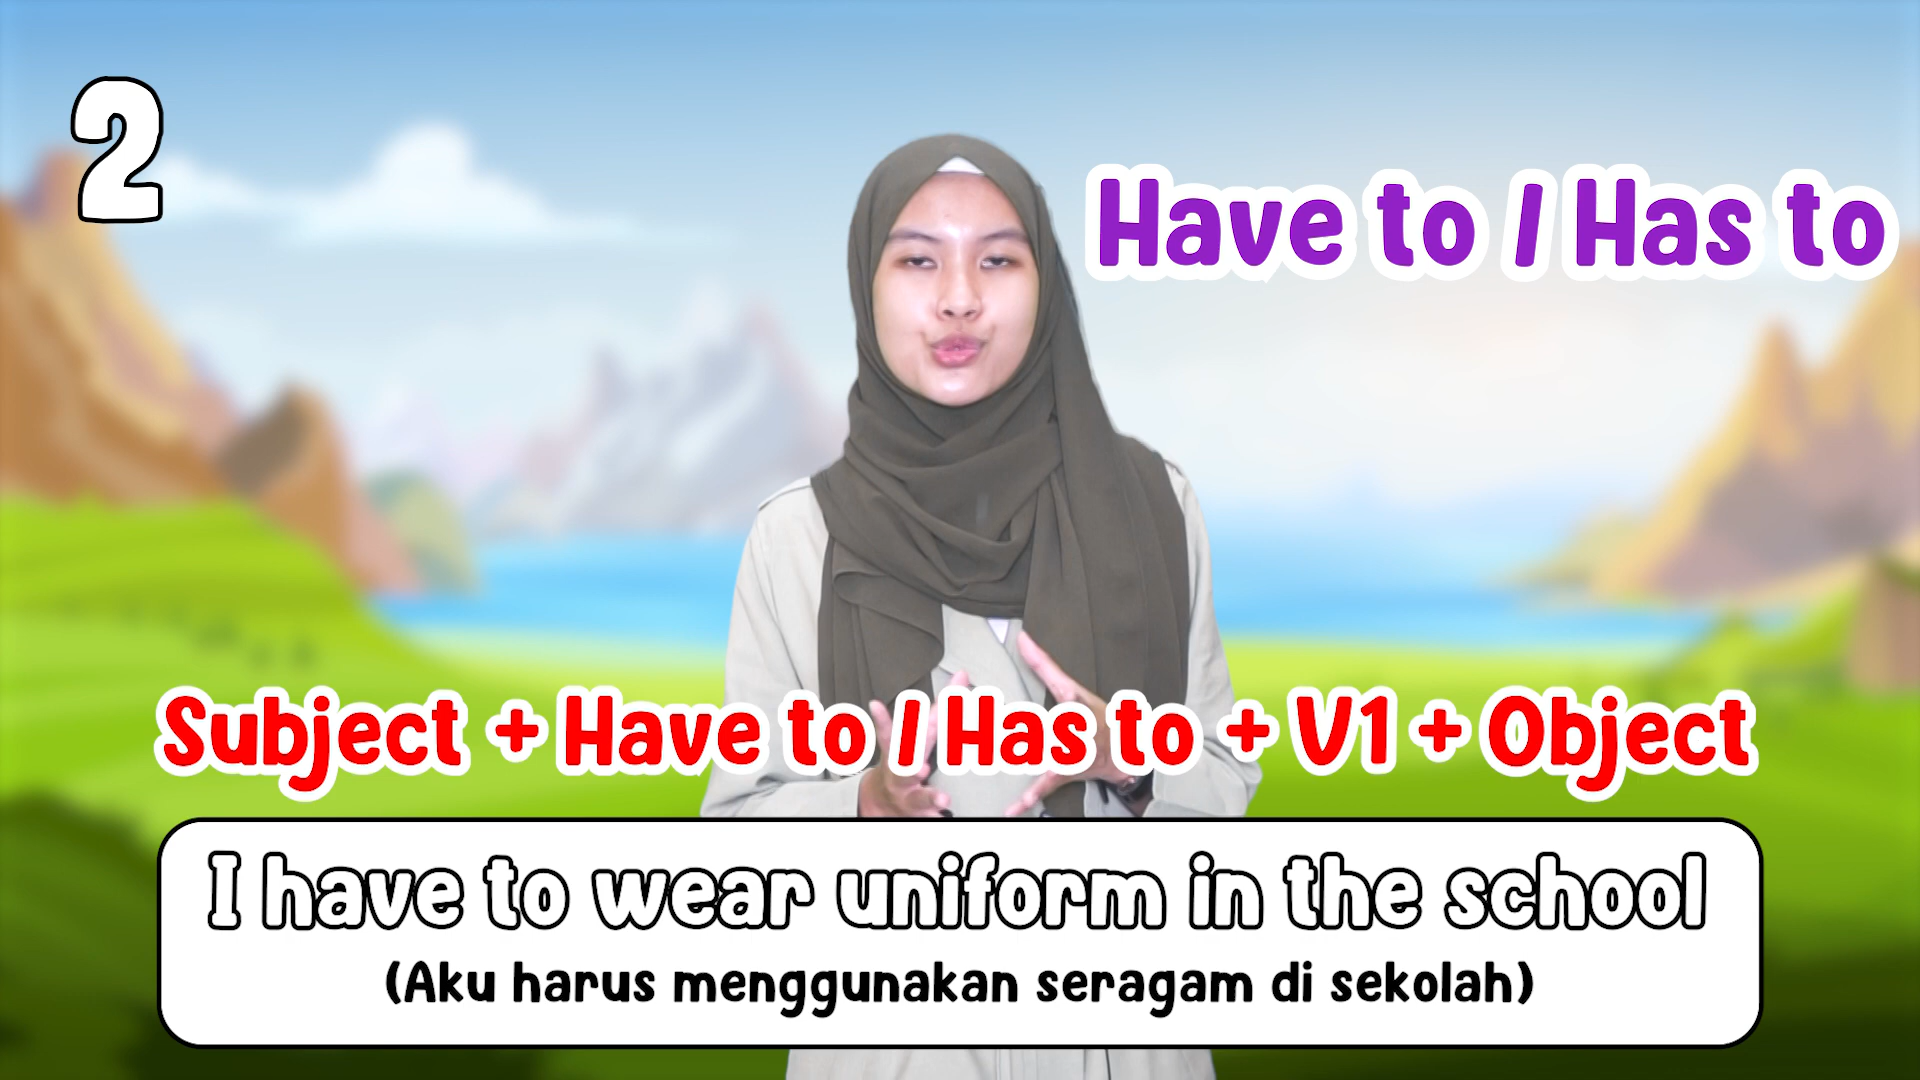 2
Have to / Has to
Subject + Have to / Has to + V1 + Object
I have to wear uniform in the school
(Aku harus menggunakan seragam di sekolah)